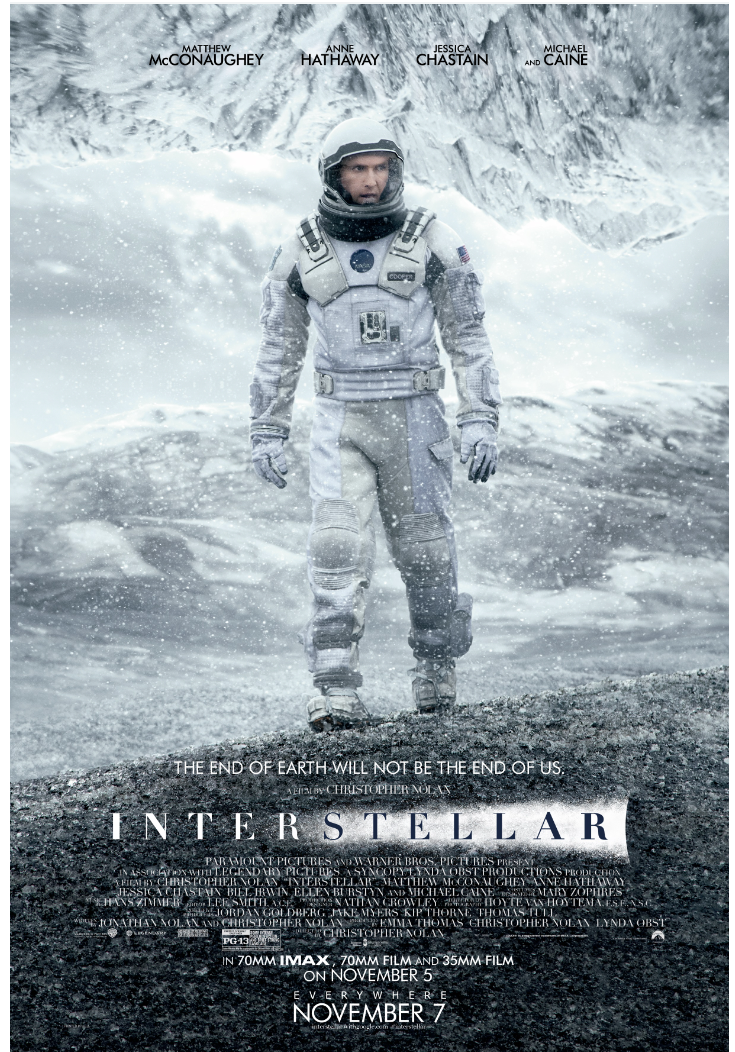 MATTHEW McCONAUGHEY ANNE HATHAWAY JESSICA CHASTAIN AND MICHAEL CAINE
COOPER
THE END OF EARTH WILL NOT BE THE END OF US.
A FILM BY CHRISTOPHER NOLAN
INTERSTELLAR
PARAMOUNT PICTURES AND WARNER BROS. PICTURES PRESENT
IN ASSOCIATION WITH LEGENDARY PICTURES A SYNCOPY/LYNDA OBST PRODUCTIONS PRODUCTION
A FILM BY CHRISTOPHER NOLAN "INTERSTELLAR" MATTHEW McCONAUGHEY ANNE HATHAWAY
JESSICA CHASTAIN BILL IRWIN ELLEN BURSTYN AND MICHAEL CAINE MARY ZOPHRES
HANS ZIMMER LEE SMITH, A.C.E. NATHAN CROWLEY HOYTE VAN HOYTEMA, F.S.F., N.S.C.
JORDAN GOLDBERG JAKE MYERS KIP THORNE THOMAS TULL
JONATHAN NOLAN AND CHRISTOPHER NOLAN EMMA THOMAS CHRISTOPHER NOLAN LYNDA OBST
PG-13 CHRISTOPHER NOLAN
IN 70MM IMAX, 70MM FILM AND 35MM FILM
ON NOVEMBER 5
EVERYWHERE
NOVEMBER 7